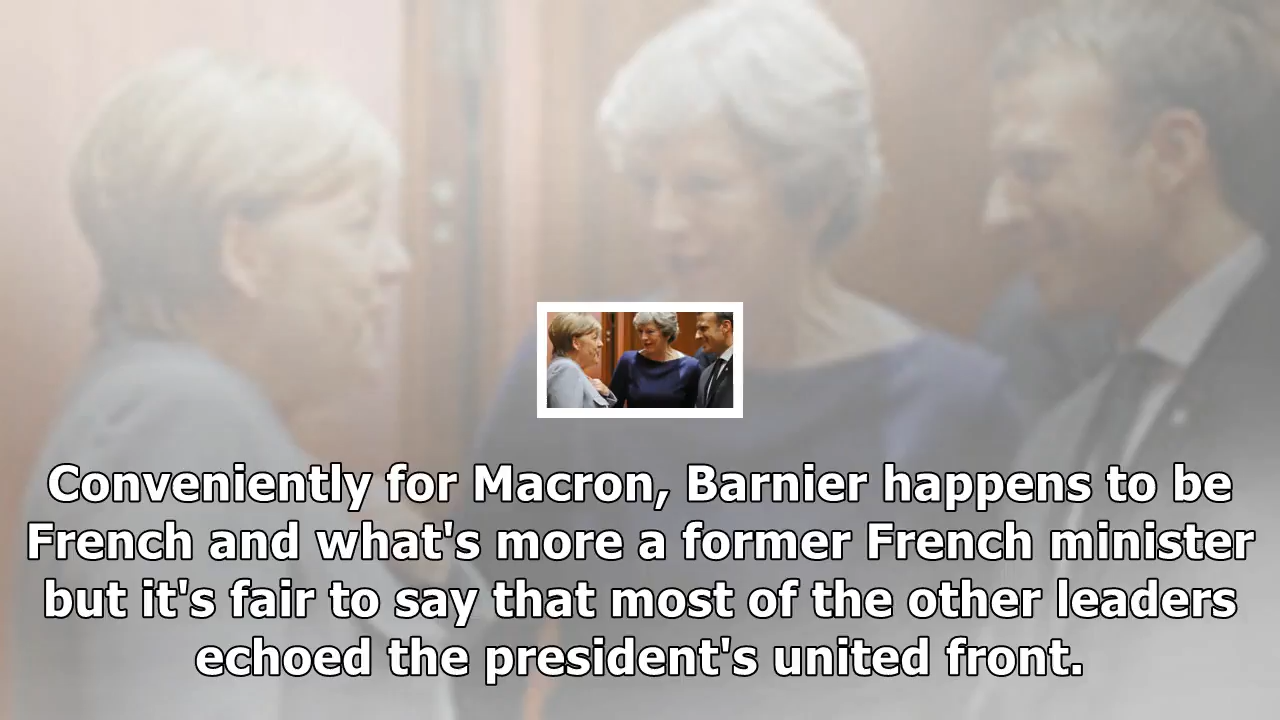 Conveniently for Macron, Barnier happens to be
French and what's more a former French minister
but it's fair to say that most of the other leaders
echoed the president's united front.